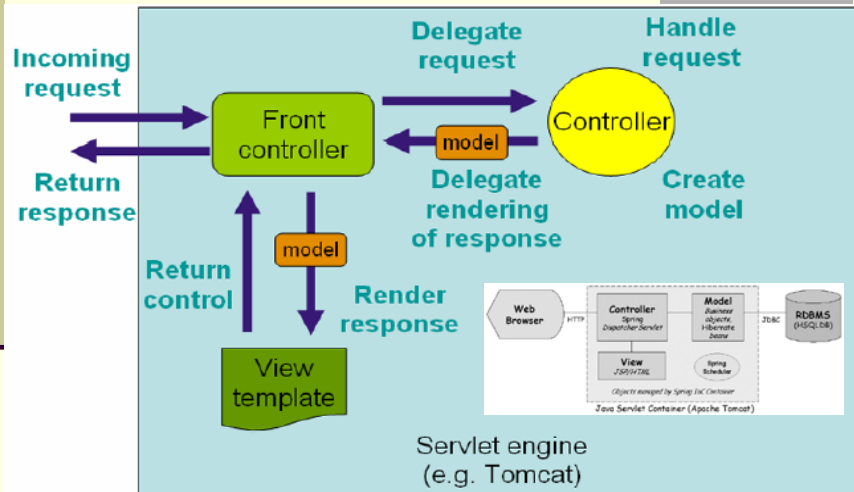 Incoming
request
Return
response
Front
controller
Delegate
request
Handle
request
Controller
model
Delegate
rendering
of response
Create
model
model
Return
control
Render
response
View
template
Web
Browser
HTTP
Controller
Spring
Dispatcher Servlet
Model
Business
objects,
Hibernate
beans
JDBC
RDBMS
(HSQLDB)
View
JSP/HTML
Spring
Scheduler
Objects managed by Spring IoC Container
Java Servlet Container (Apache Tomcat)
Servlet engine
(e.g. Tomcat)